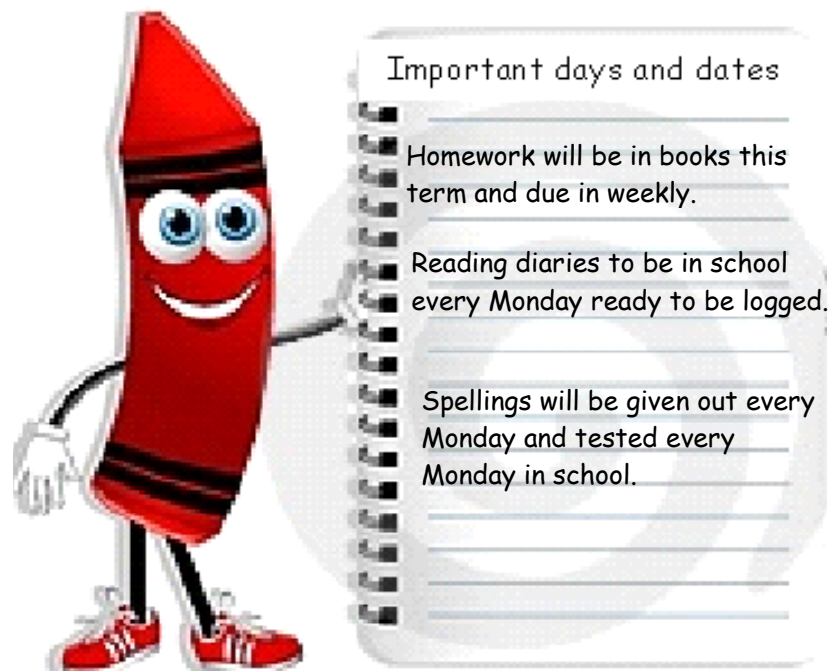 Important days and dates
Homework will be in books this
term and due in weekly.
Reading diaries to be in school
every Monday ready to be logged.
Spellings will be given out every
Monday and tested every
Monday in school.